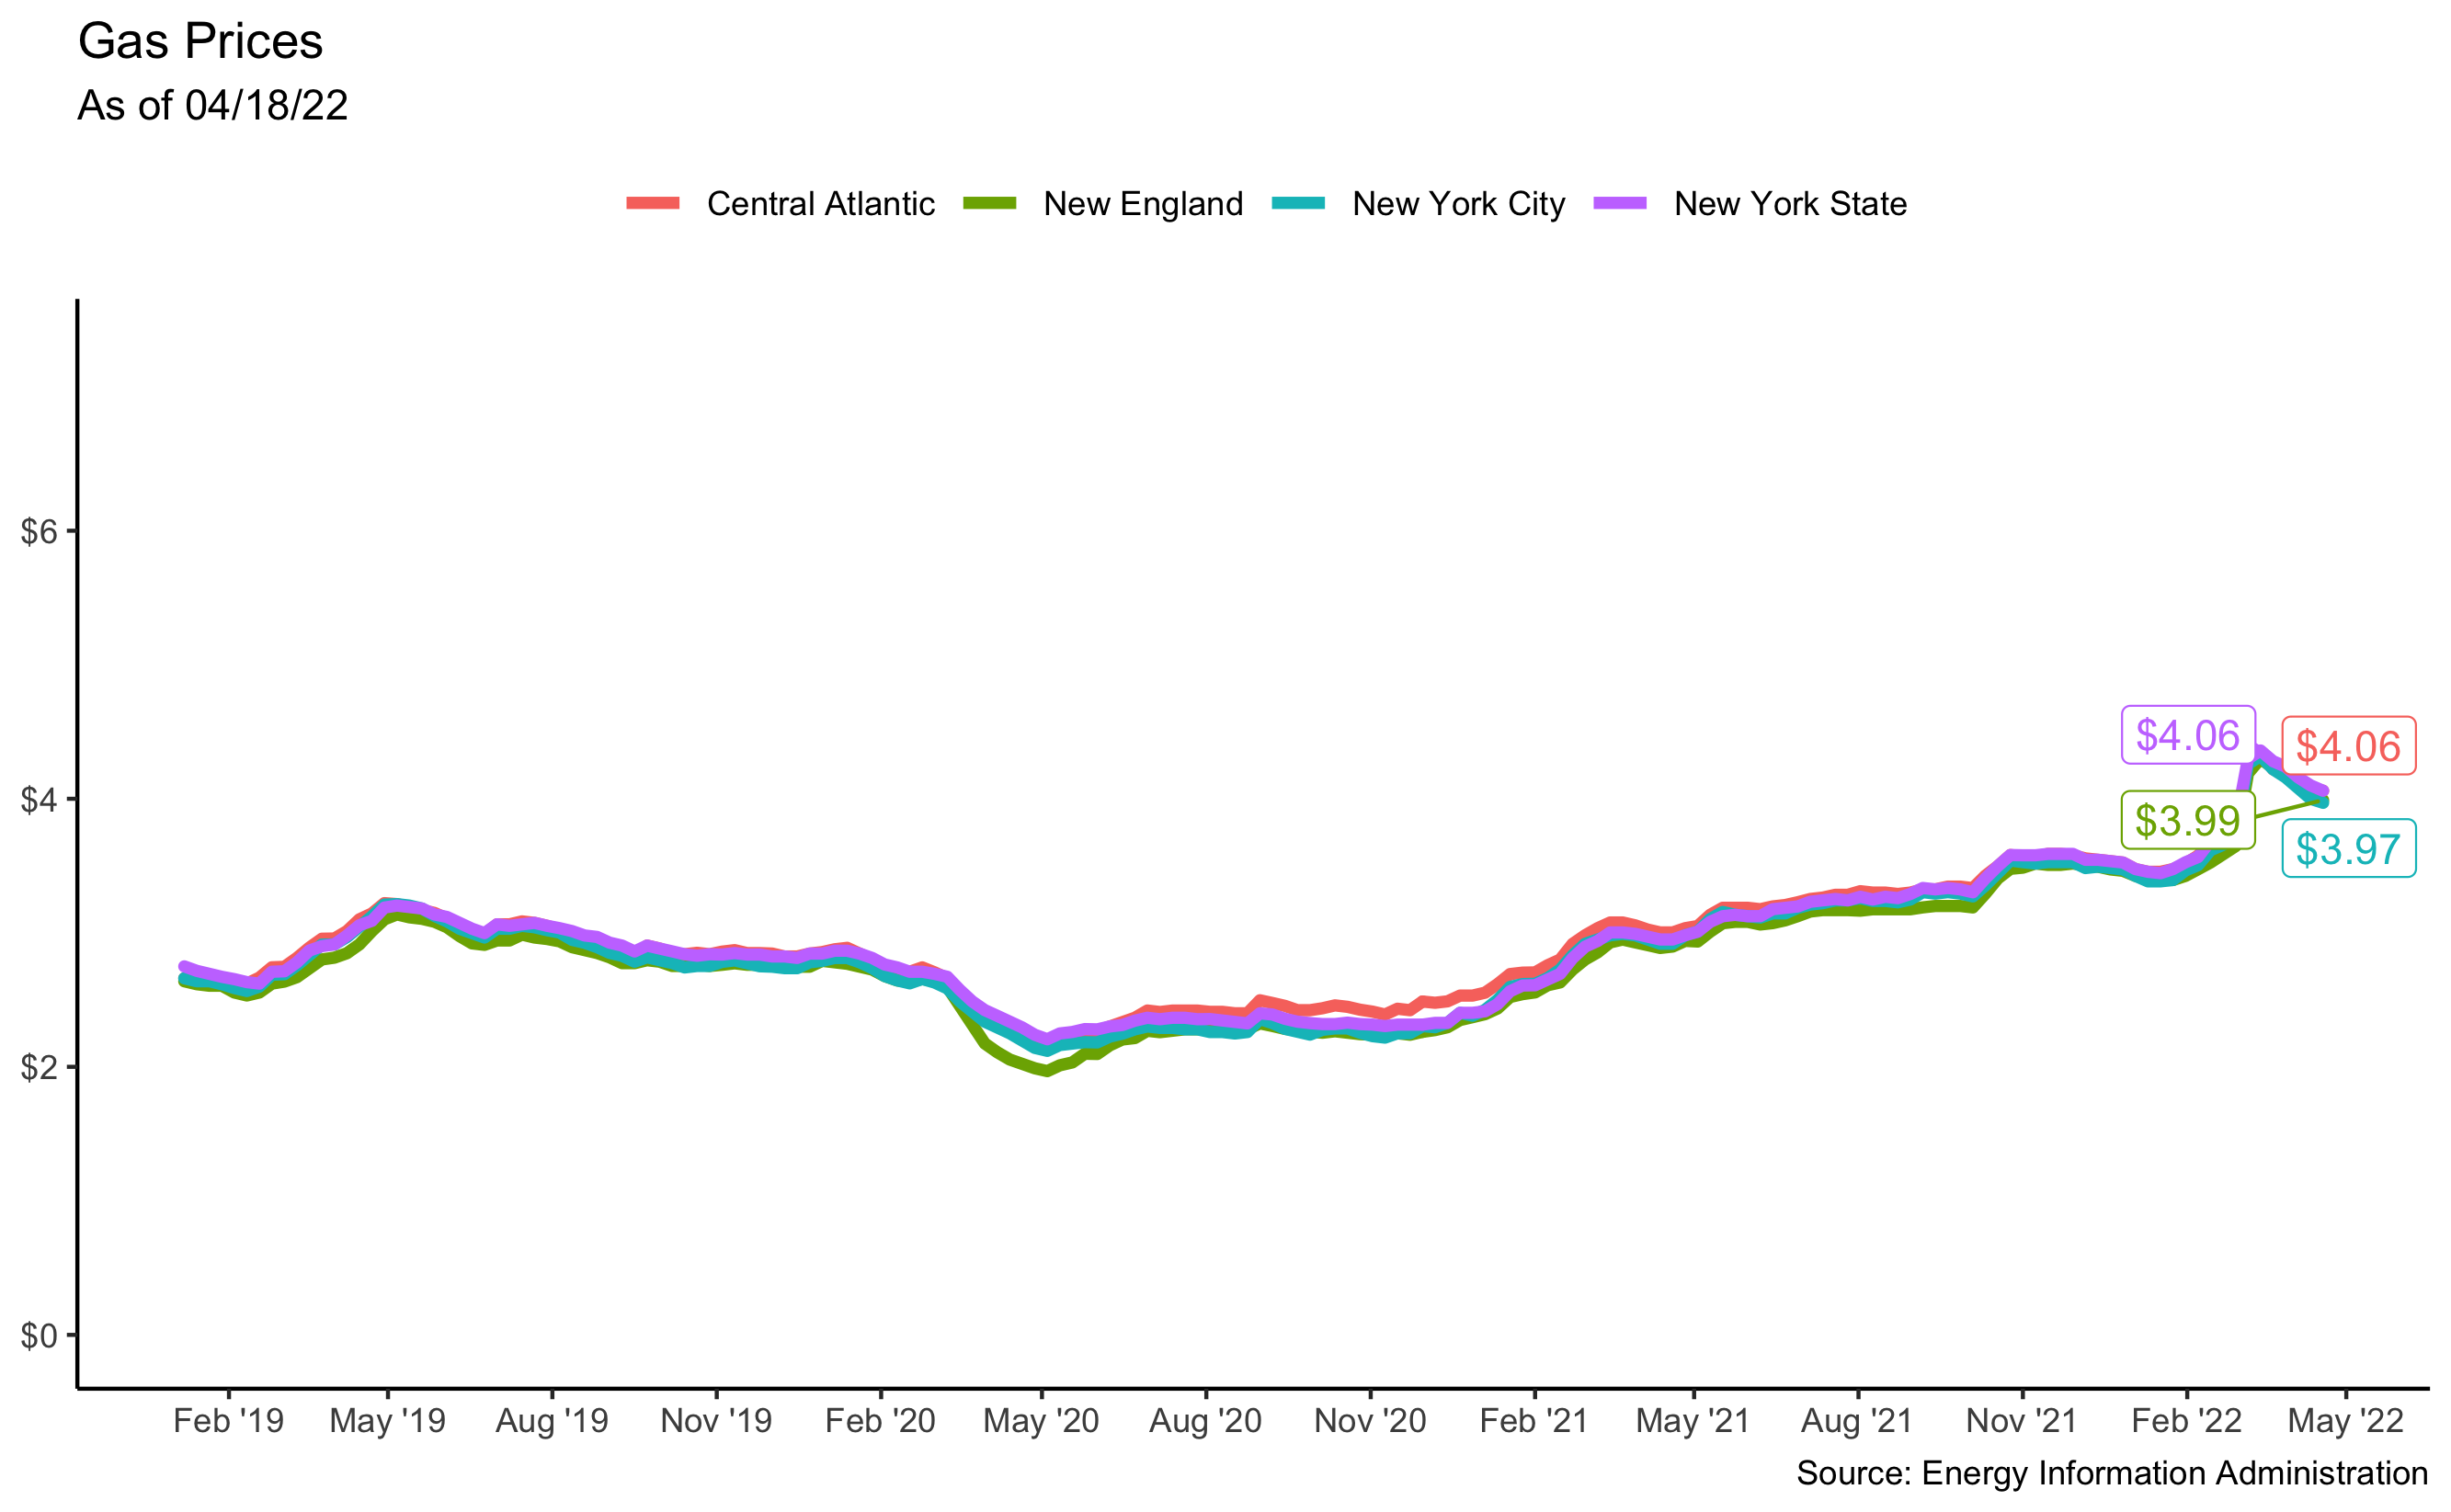 Gas Prices
As of 04/18/22
Central Atlantic New England New York City New York State
$6
$4
$2
$0
$4.06
$4.06
$3.99
$3.97
Feb '19 May '19 Aug '19 Nov '19 Feb '20 May '20 Aug '20 Nov '20 Feb '21 May '21 Aug '21 Nov '21 Feb '22 May '22
Source: Energy Information Administration